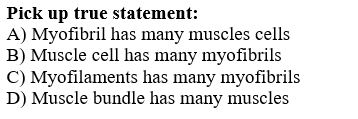 Pick up true statement:
A) Myofibril has many muscles cells
B) Muscle cell has many myofibrils
C) Myofilaments has many myofibrils
D) Muscle bundle has many muscles